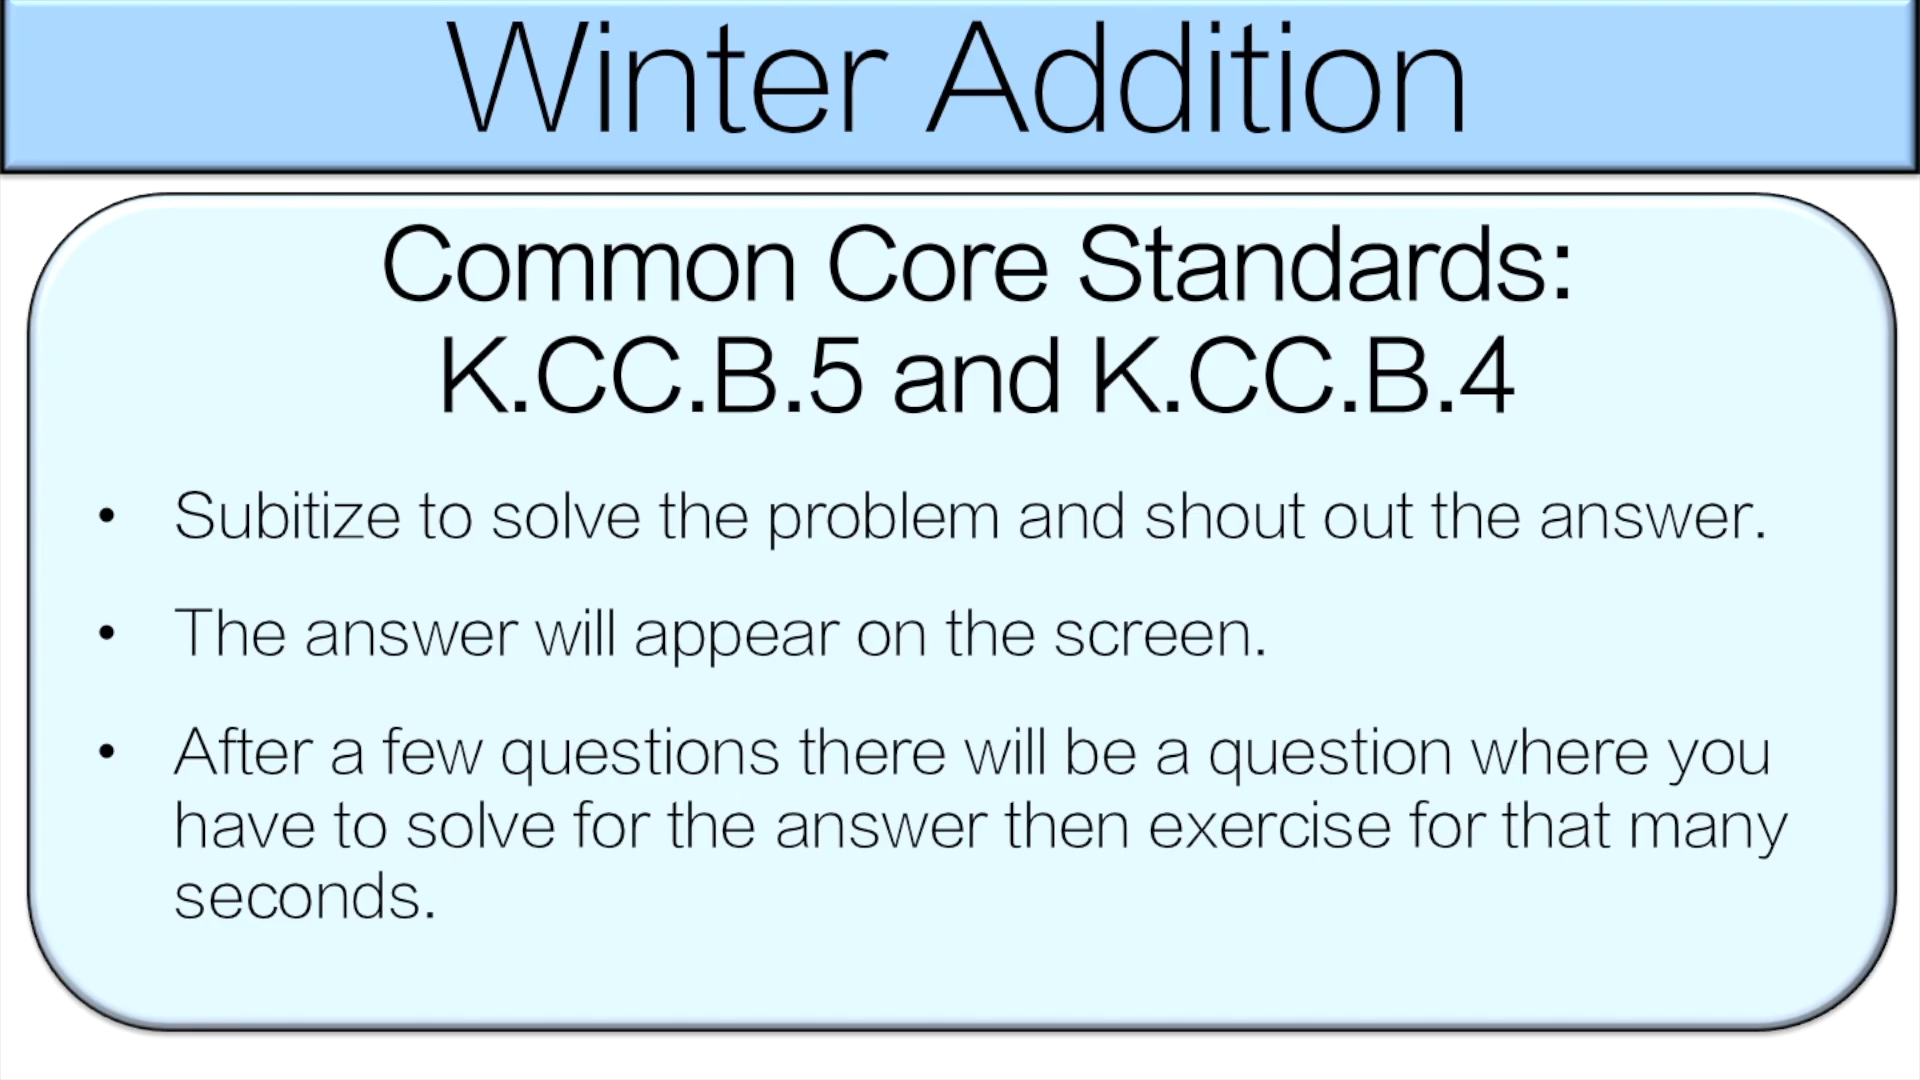 Winter Addition
Common Core Standards:
K.CC.B.5 and K.CC.B.4
• Subitize to solve the problem and shout out the answer.
• The answer will appear on the screen.
• After a few questions there will be a question where you
have to solve for the answer then exercise for that many
seconds.